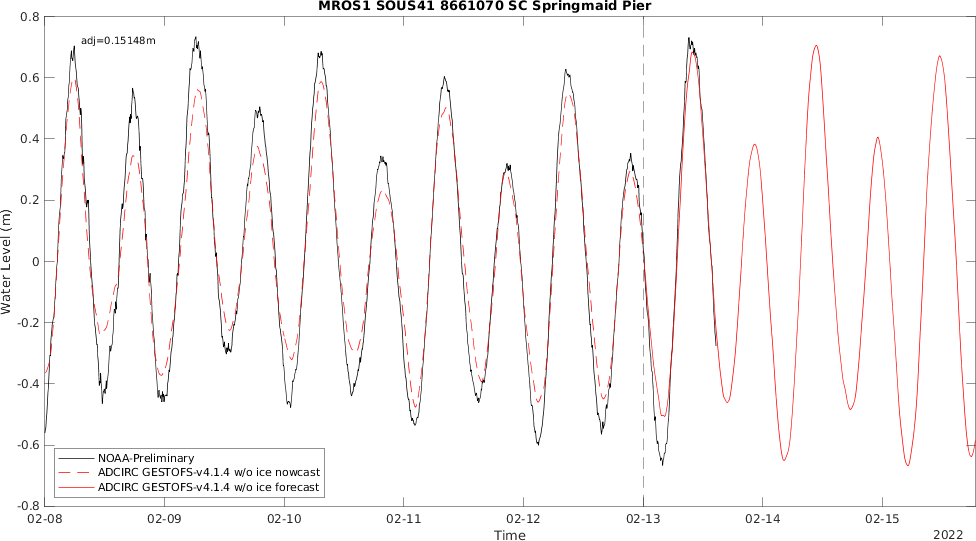 MROS1 SOUS41 8661070 SC Springmaid Pier
adj=0.15148m
0.8
0.6
0.4
0.2
0
-0.2
-0.4
-0.6
-0.8
Water Level (m)
NOAA-Preliminary
ADCIRC GESTOFS-v4.1.4 w/o ice nowcast
ADCIRC GESTOFS-v4.1.4 w/o ice forecast
02-08 02-09 02-10 02-11 02-12 02-13 02-14 02-15
Time
2022